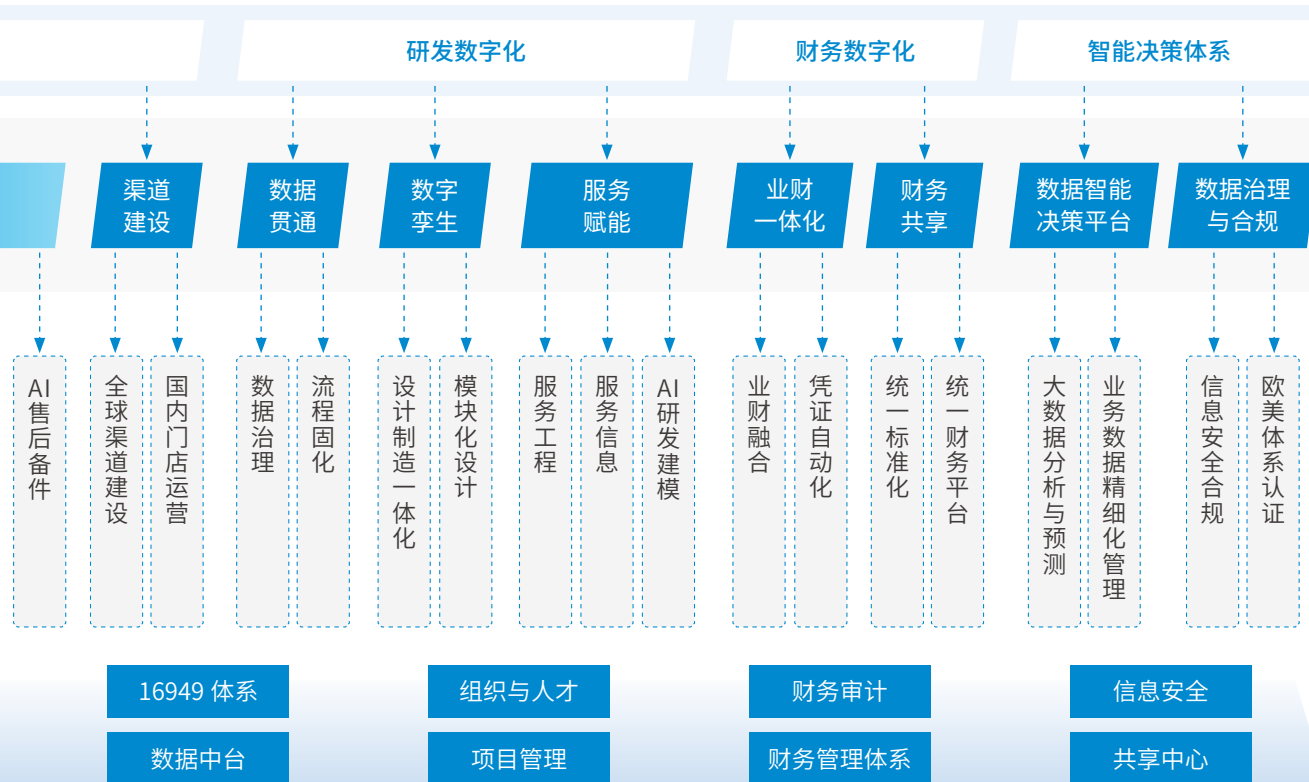 研发数字化
财务数字化
智能决策体系
渠道
建设
数据
贯通
数字
孪生
服务
赋能
业财
一体化
财务
共享
数据智能
决策平台
数据治理
与合规
AI售后备件
全球渠道建设
国内门店运营
数据治理
流程固化
设计制造一体化
模块化设计
服务工程
服务信息
AI研发建模
业财融合
凭证自动化
统一标准化
统一财务平台
大数据分析与预测
业务数据精细化管理
信息安全合规
欧美体系认证
16949 体系
组织与人才
财务审计
信息安全
数据中台
项目管理
财务管理体系
共享中心